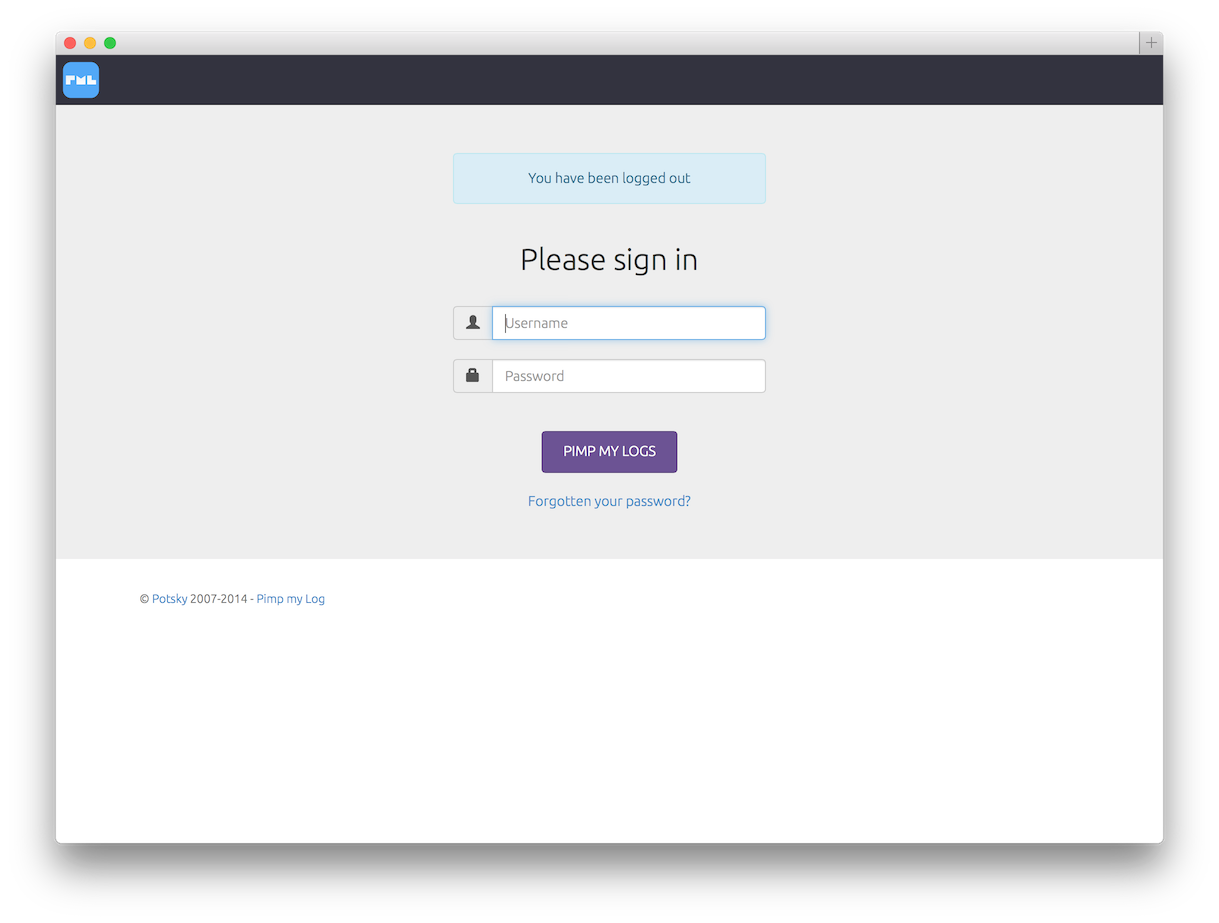 PML
You have been logged out
Please sign in
Username
Password
PIMP MY LOGS
Forgotten your password?
© Potsky 2007-2014 - Pimp my Log